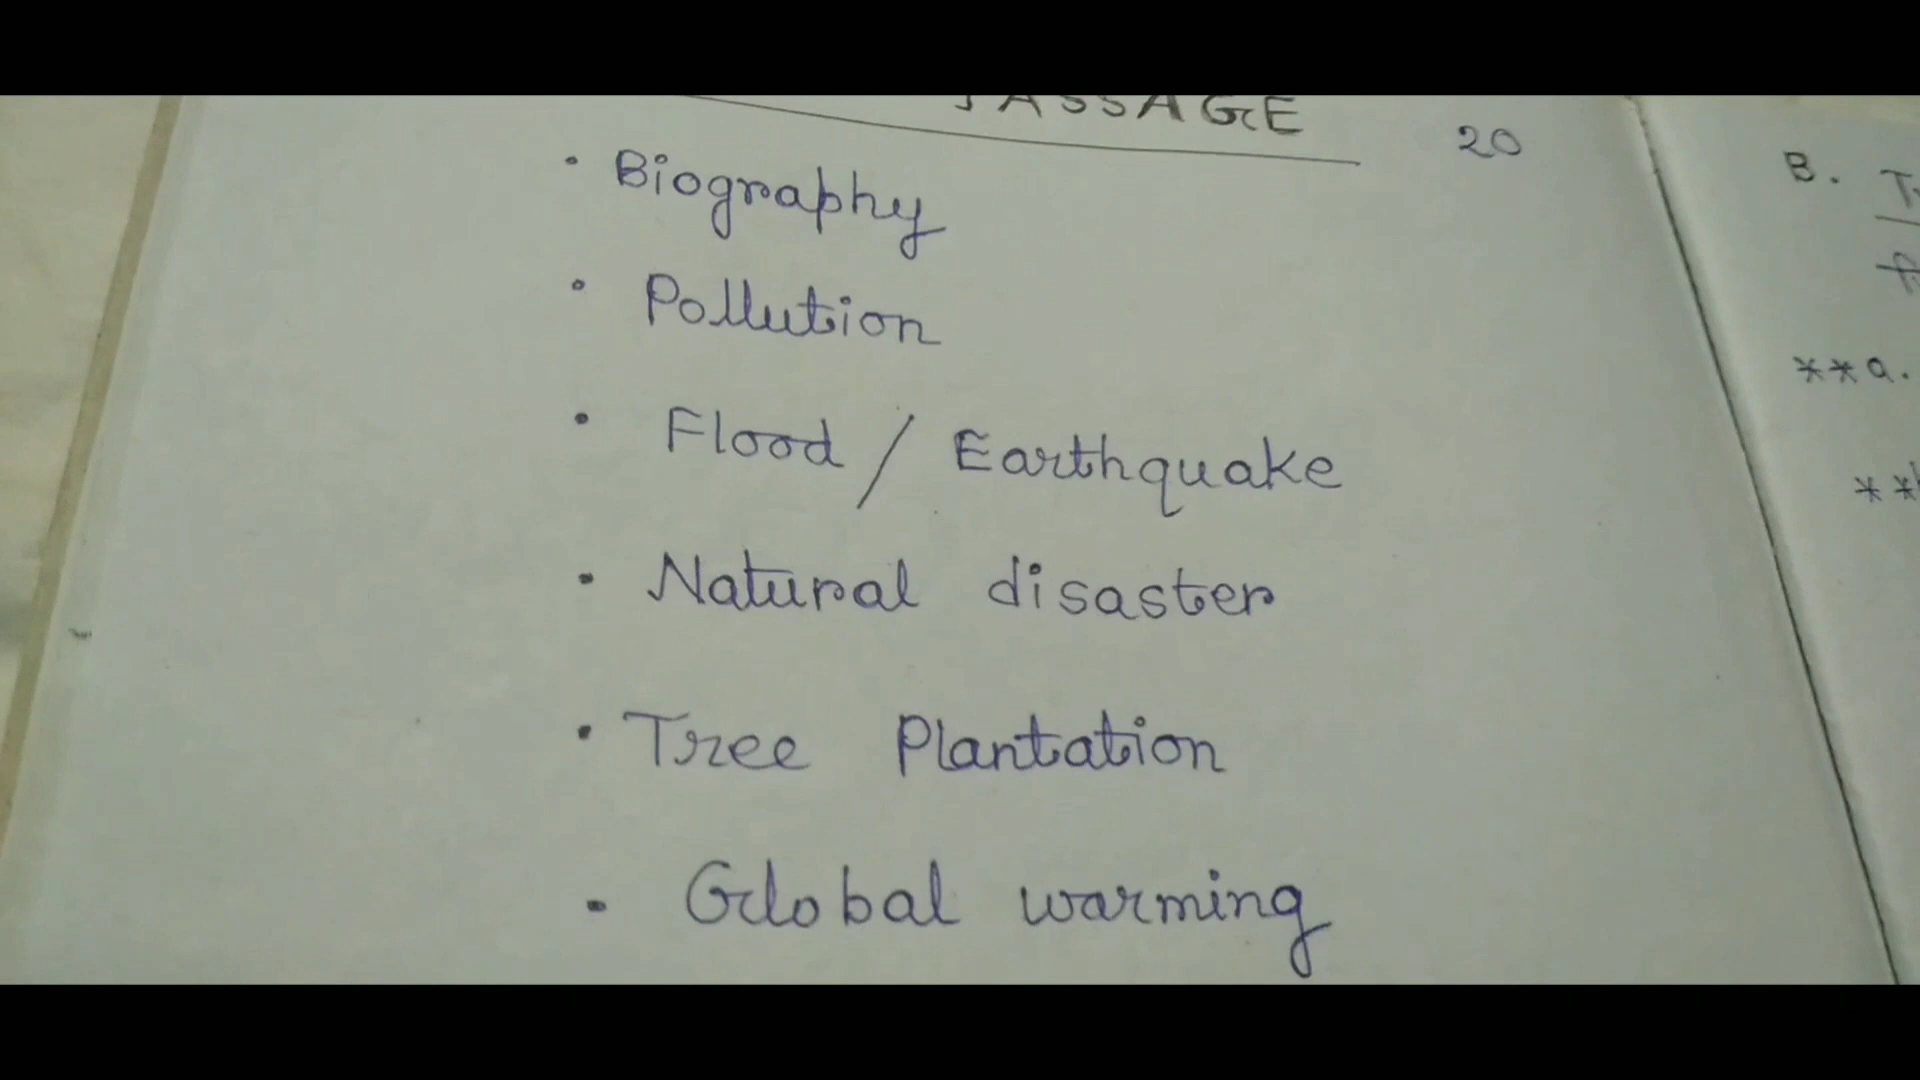 PASSAGE
20
• Biography
• Pollution
• Flood / Earthquake
• Natural disaster
• Tree Plantation
• Global warming
B.
**a.
**